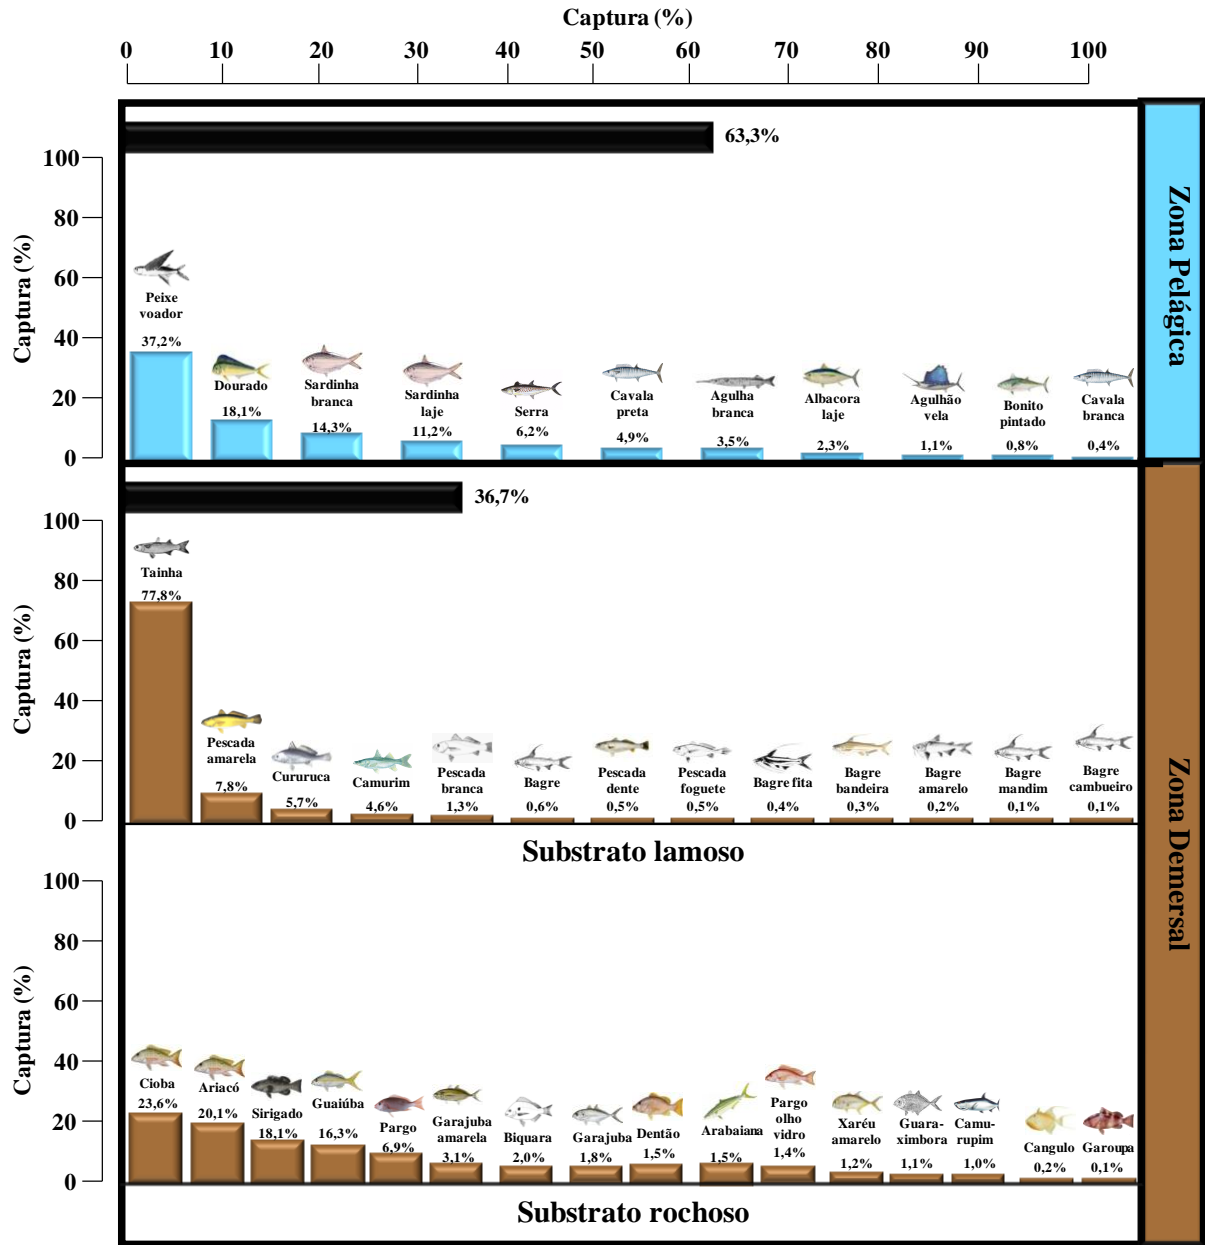 Captura (%)
0 10 20 30 40 50 60 70 80 90 100
63,3%
Zona Pelágica
Captura (%)
100
80
60
40
20
0
Peixe
voador
37,2%
Dourado
18,1%
Sardinha
branca
14,3%
Sardinha
laje
11,2%
Serra
6,2%
Cavala
preta
4,9%
Agulha
branca
3,5%
Albacora
laje
2,3%
Agulhão
vela
1,1%
Bonito
pintado
0,8%
Cavala
branca
0,4%
36,7%
Zona Demersal
Captura (%)
100
80
60
40
20
0
Tainha
77,8%
Pescada
amarela
7,8%
Cururuca
5,7%
Camurim
4,6%
Pescada
branca
1,3%
Bagre
0,6%
Pescada
dente
0,5%
Pescada
foguete
0,5%
Bagre fita
0,4%
Bagre
bandeira
0,3%
Bagre
amarelo
0,2%
Bagre
mandim
0,1%
Bagre
cambueiro
0,1%
Substrato lamoso
Captura (%)
100
80
60
40
20
0
Cioba
23,6%
Ariacó
20,1%
Sirigado
18,1%
Guaiúba
16,3%
Pargo
6,9%
Garajuba
amarela
3,1%
Biquara
2,0%
Garajuba
1,8%
Dentão
1,5%
Arabaiana
1,5%
Pargo
olho
vidro
1,4%
Xaréu
amarelo
1,2%
Guara-
ximbora
1,1%
Camu-
rupim
1,0%
Cangulo
0,2%
Garoupa
0,1%
Substrato rochoso